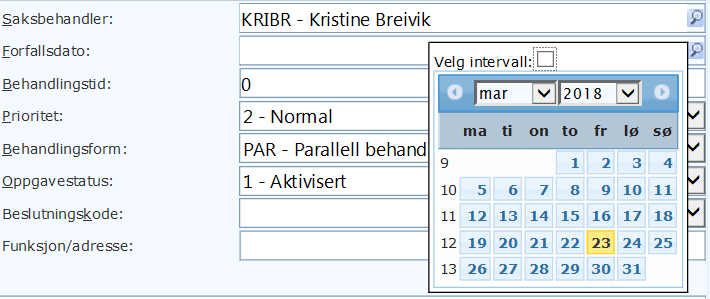 Saksbehandler: KRIBR - Kristine Breivik
Forfallsdato:
Velg intervall:
Behandlingstid: 0
mar 2018
Prioritet: 2 - Normal
ma ti on to fr lø sø
Behandlingsform: PAR - Parallell behand
9 1 2 3 4
Oppgavestatus: 1 - Aktivisert
10 5 6 7 8 9 10 11
Beslutningskode:
11 12 13 14 15 16 17 18
Funksjon/adresse:
12 19 20 21 22 23 24 25
13 26 27 28 29 30 31